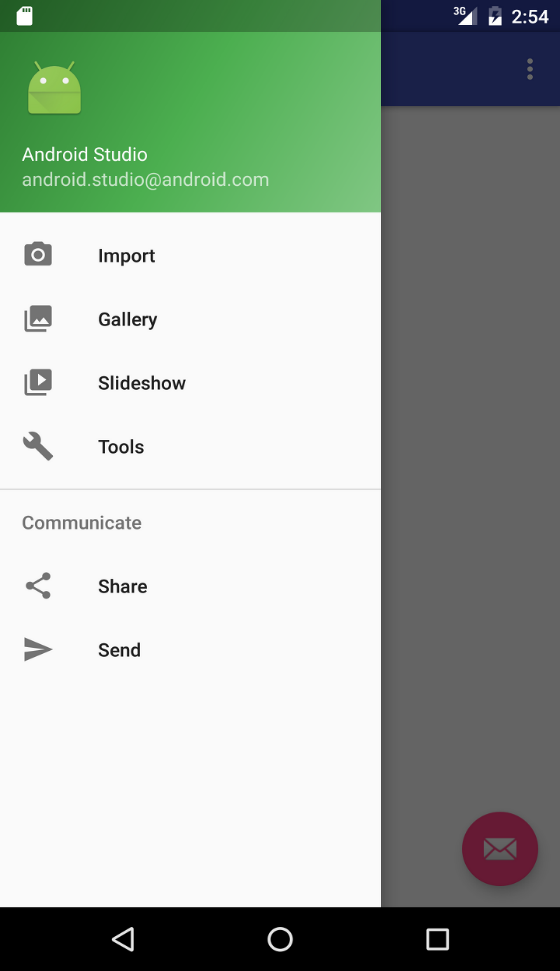 3G 2:54
Android Studio
android.studio@android.com
Import
Gallery
Slideshow
Tools
Communicate
Share
Send